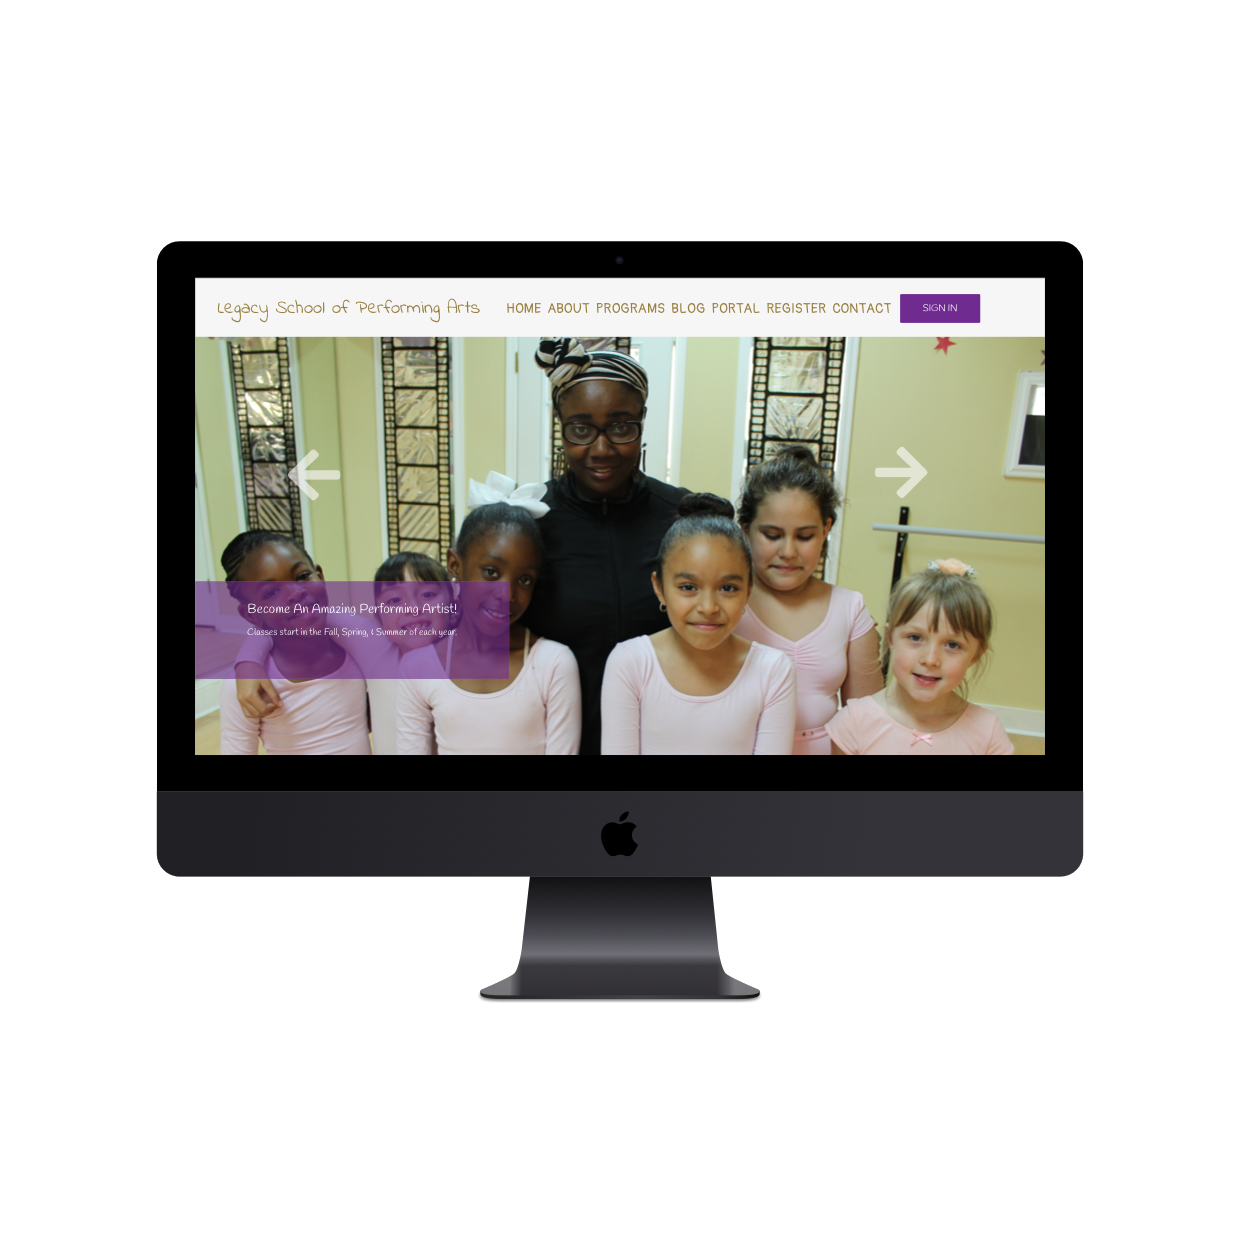 Legacy School of Performing Arts
HOME ABOUT PROGRAMS BLOG PORTAL REGISTER CONTACT SIGN IN
Become An Amazing Performing Artist!
Classes start in the Fall, Spring, & Summer of each year.